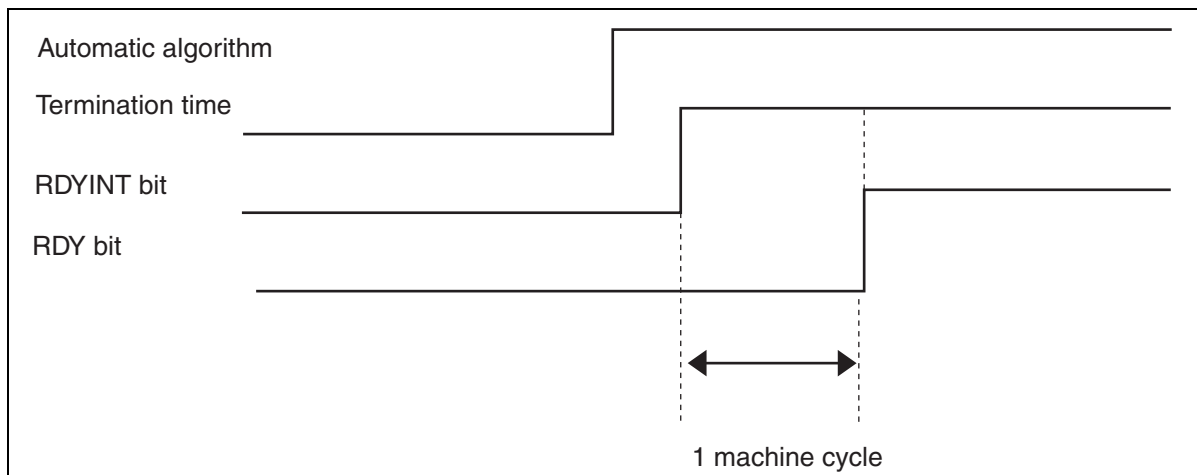 Automatic algorithm
Termination time
RDYINT bit
RDY bit
1 machine cycle